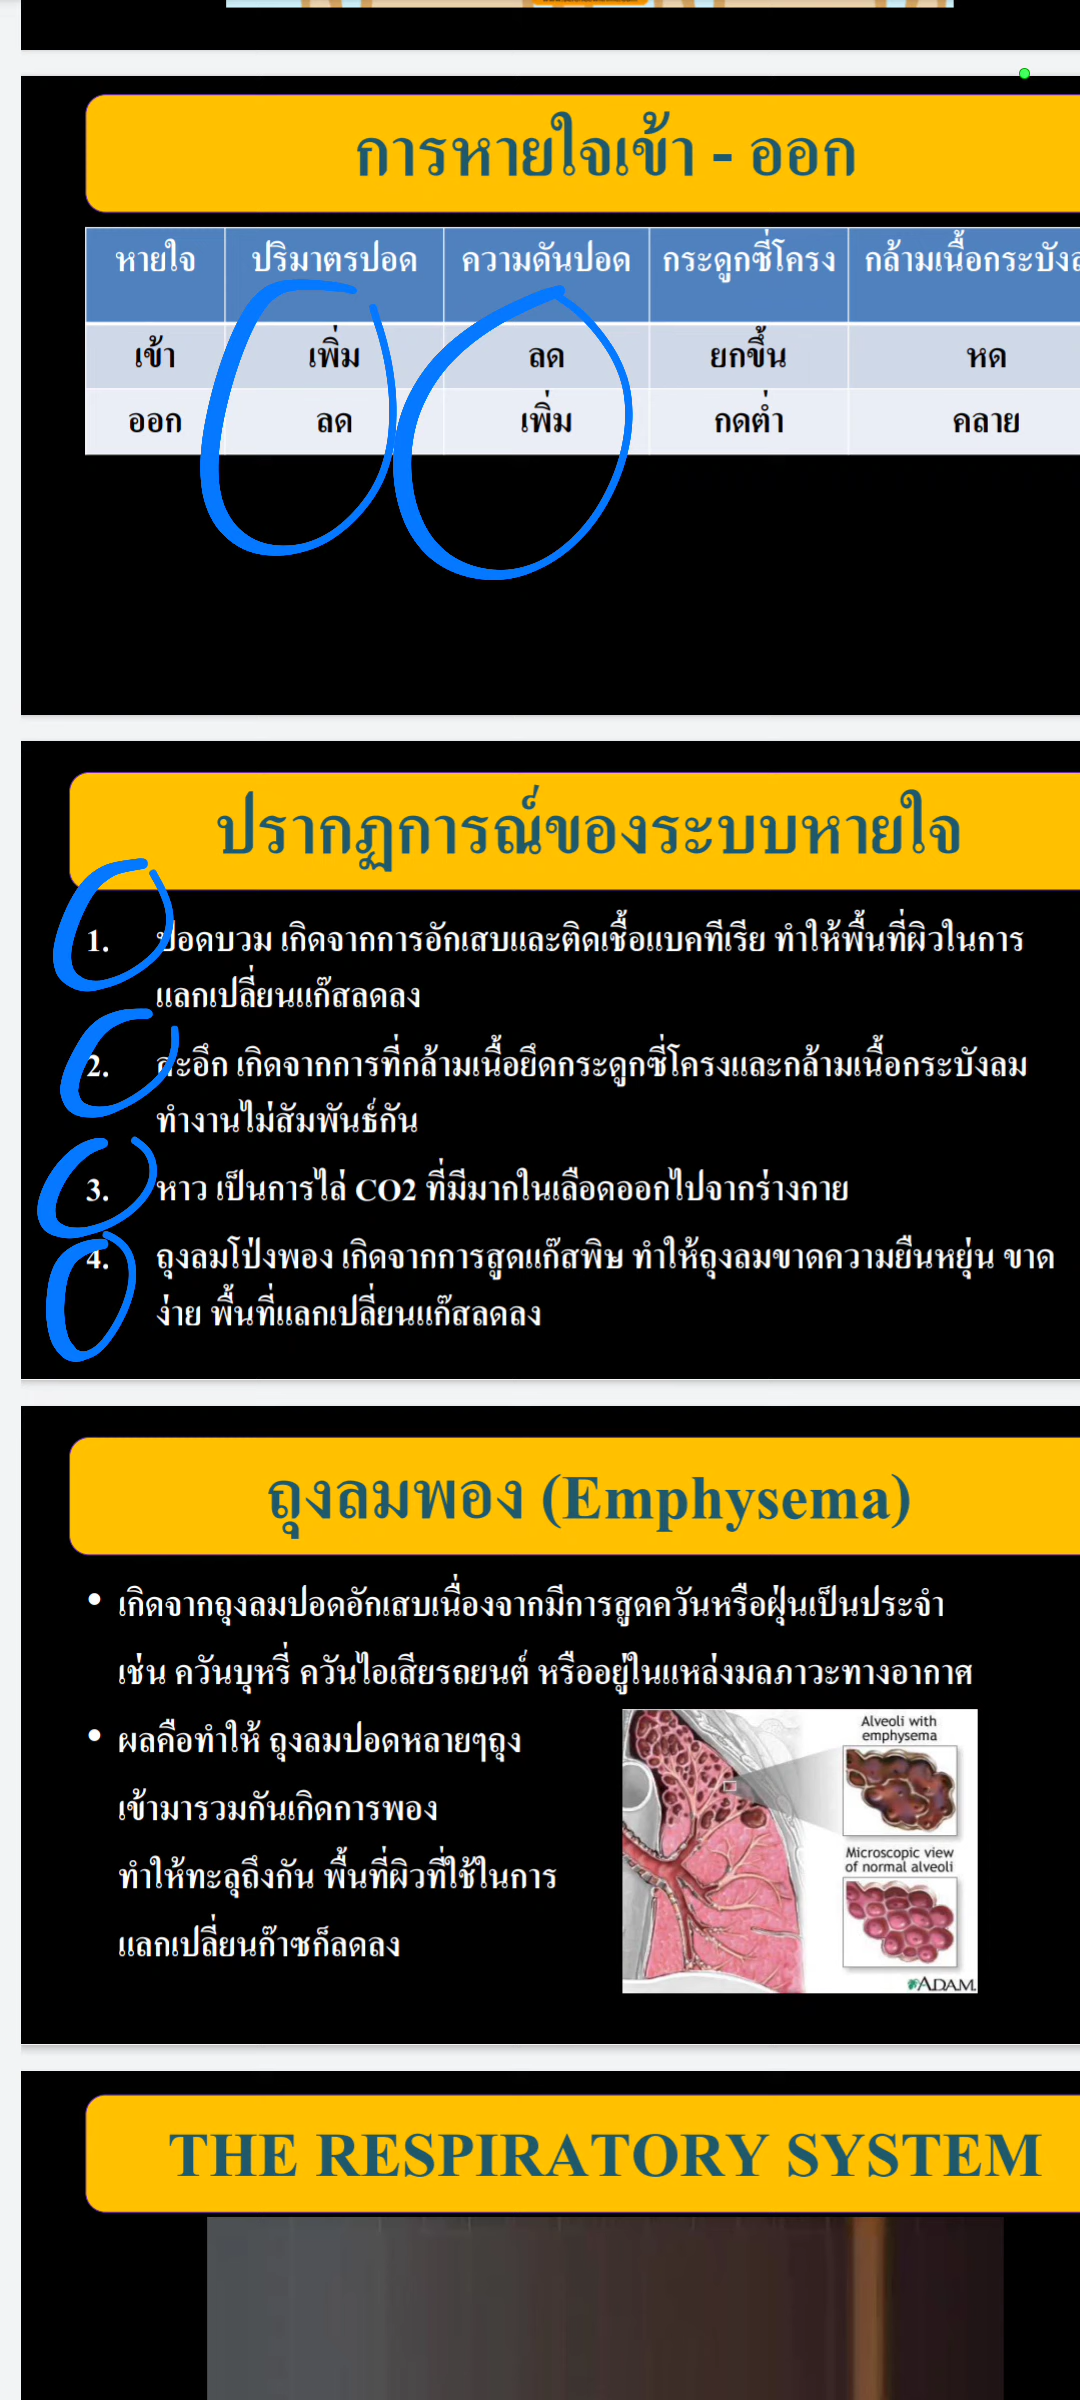 การหายใจเข้า - ออก
หายใจ ปริมาตรปอด ความดันปอด กระดูกซี่โครง กล้ามเนื้อกระบังล
เข้า เพิ่ม ลด ยกขึ้น หด
ออก ลด เพิ่ม กดต่ำ คลาย
ปรากฏการณ์ของระบบหายใจ
1. ปอดบวม เกิดจากการอักเสบและติดเชื้อแบคทีเรีย ทำให้พื้นที่ผิวในการ
แลกเปลี่ยนแก๊สลดลง
2. สะอึก เกิดจากการที่กล้ามเนื้อยึดกระดูกซี่โครงและกล้ามเนื้อกระบังลม
ทำงานไม่สัมพันธ์กัน
3. หาว เป็นการไล่ CO2 ที่มีมากในเลือดออกไปจากร่างกาย
4. ถุงลมโป่งพอง เกิดจากการสูดแก๊สพิษ ทำให้ถุงลมขาดความยืนหยุ่น ขาด
ง่าย พื้นที่แลกเปลี่ยนแก๊สลดลง
ถุงลมพอง (Emphysema)
• เกิดจากถุงลมปอดอักเสบเนื่องจากมีการสูดควันหรือฝุ่นเป็นประจำ
เช่น ควันบุหรี่ ควันไอเสียรถยนต์ หรืออยู่ในแหล่งมลภาวะทางอากาศ
• ผลคือทำให้ ถุงลมปอดหลายๆถุง
เข้ามารวมกันเกิดการพอง
ทำให้ทะลุถึงกัน พื้นที่ผิวที่ใช้ในการ
แลกเปลี่ยนก๊าซก็ลดลง
Alveoli with
emphysema
Microscopic view
of normal alveoli
ADAM.
THE RESPIRATORY SYSTEM